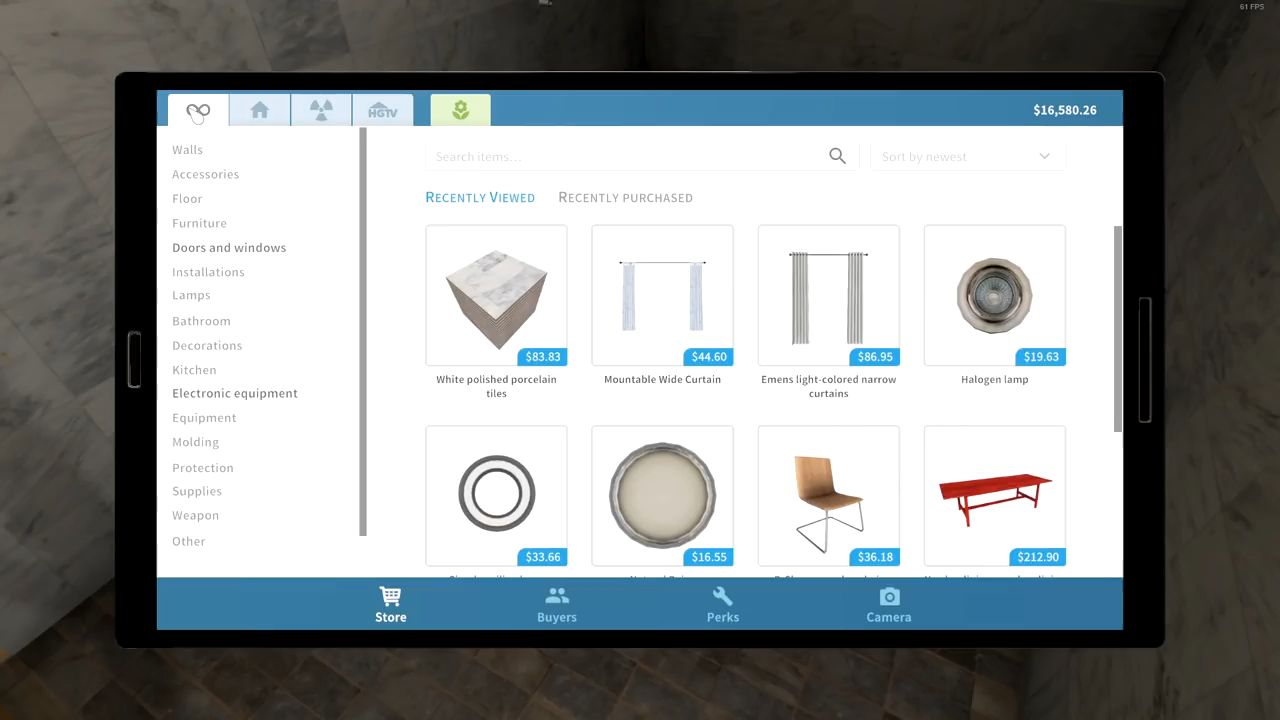 61 FPS
HGTV
$16,580.26
Walls
Accessories
Floor
Furniture
Doors and windows
Installations
Lamps
Bathroom
Decorations
Kitchen
Electronic equipment
Equipment
Molding
Protection
Supplies
Weapon
Other
Search items...
Sort by newest
RECENTLY VIEWED
RECENTLY PURCHASED
$83.83
White polished porcelain
tiles
$44.60
Mountable Wide Curtain
$86.95
Emens light-colored narrow
curtains
$19.63
Halogen lamp
$33.66
$16.55
$36.18
$212.90
Store
Buyers
Perks
Camera